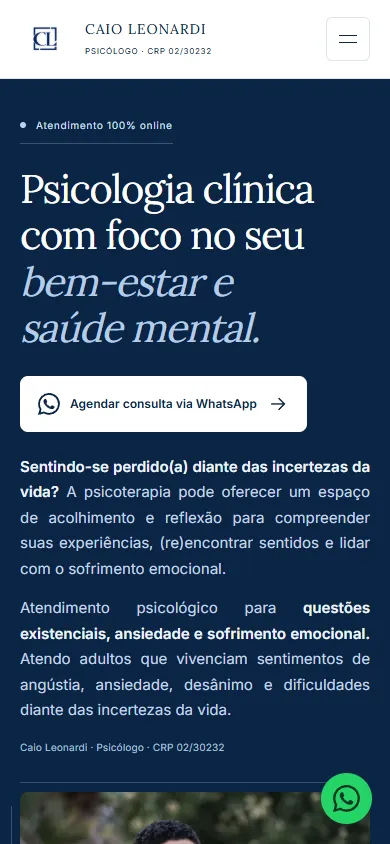 CL
CAIO LEONARDI
PSICÓLOGO · CRP 02/30232
Atendimento 100% online
Psicologia clínica
com foco no seu
bem-estar e
saúde mental.
Agendar consulta via WhatsApp
Sentindo-se perdido(a) diante das incertezas da
vida? A psicoterapia pode oferecer um espaço
de acolhimento e reflexão para compreender
suas experiências, (re)encontrar sentidos e lidar
com o sofrimento emocional.
Atendimento psicológico para questões
existenciais, ansiedade e sofrimento emocional.
Atendo adultos que vivenciam sentimentos de
angústia, ansiedade, desânimo e dificuldades
diante das incertezas da vida.
Caio Leonardi · Psicólogo · CRP 02/30232